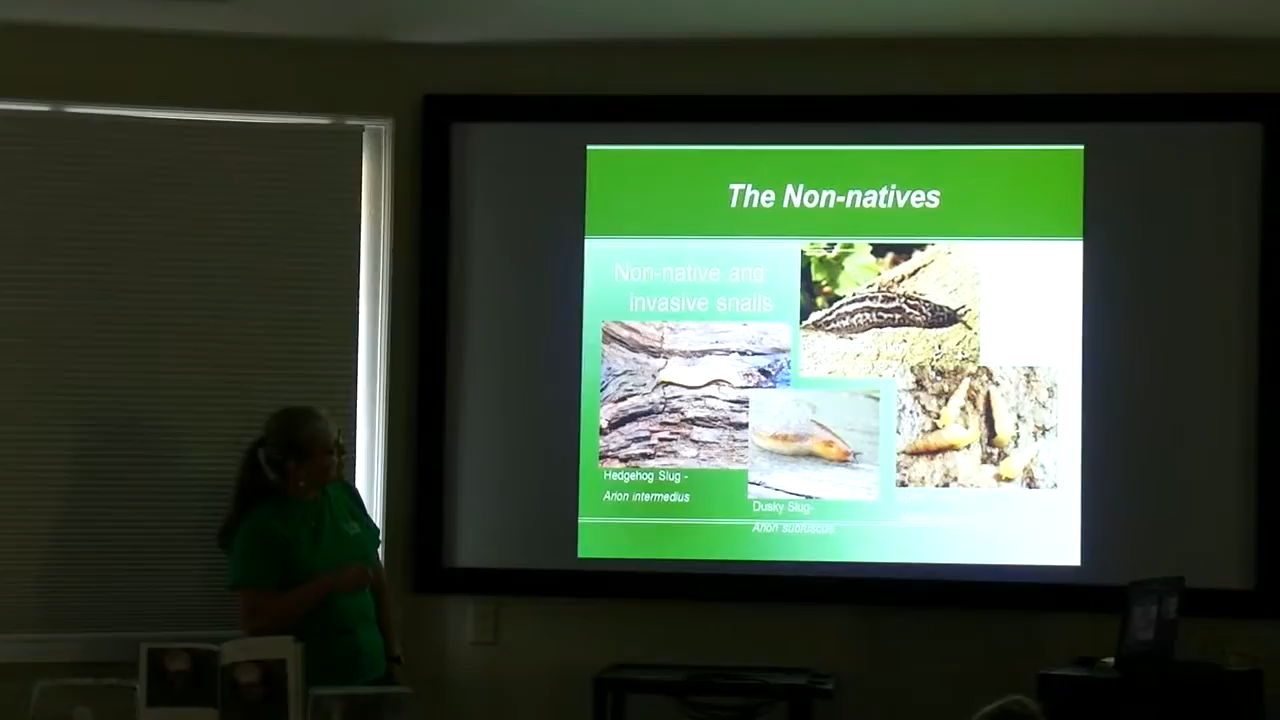 The Non-natives
Non-native and
invasive snails
Hedgehog Slug -
Arion intermedius
Dusky Slug-
Arion subfuscus